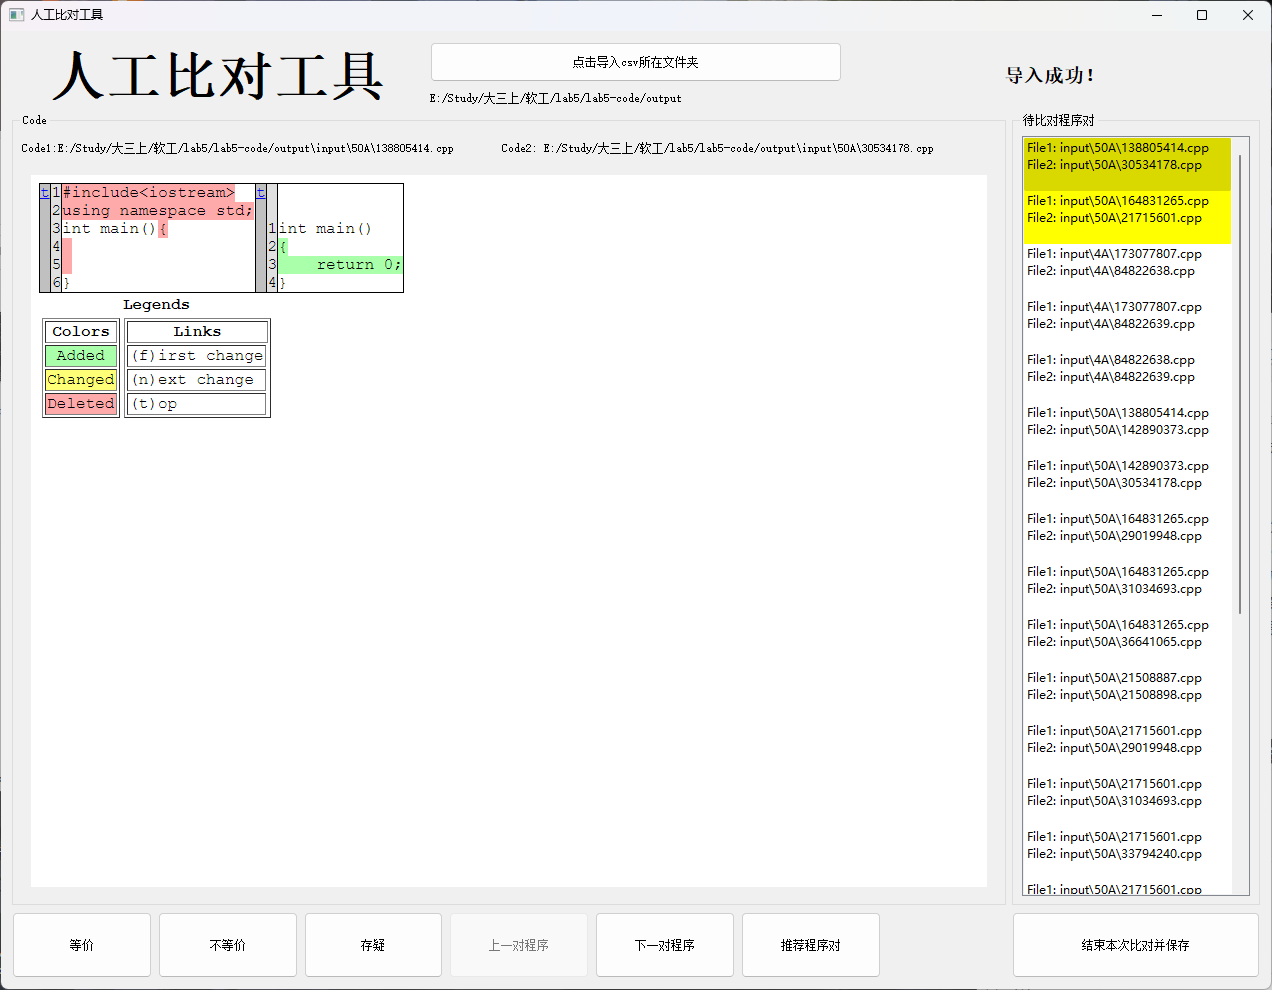 人工比对工具
人工比对工具
点击导入csv所在文件夹
E:/Study/大三上/软工/lab5/lab5-code/output
导入成功!
Code
Code1:E:/Study/大三上/软工/lab5/lab5-code/output\input\50A\138805414.cpp
Code2: E:/Study/大三上/软工/lab5/lab5-code/output\input\50A\30534178.cpp
t 1 #include<iostream> t
2 using namespace std;
3 int main(){ 1 int main()
4 2 {
5 3 return 0;
6 } 4 }
Legends
Colors Links
Added (f)irst change
Changed (n)ext change
Deleted (t)op
待比对程序对
File1: input\50A\138805414.cpp
File2: input\50A\30534178.cpp
File1: input\50A\164831265.cpp
File2: input\50A\21715601.cpp
File1: input\4A\173077807.cpp
File2: input\4A\84822638.cpp
File1: input\4A\173077807.cpp
File2: input\4A\84822639.cpp
File1: input\4A\84822638.cpp
File2: input\4A\84822639.cpp
File1: input\50A\138805414.cpp
File2: input\50A\142890373.cpp
File1: input\50A\142890373.cpp
File2: input\50A\30534178.cpp
File1: input\50A\164831265.cpp
File2: input\50A\29019948.cpp
File1: input\50A\164831265.cpp
File2: input\50A\31034693.cpp
File1: input\50A\164831265.cpp
File2: input\50A\36641065.cpp
File1: input\50A\21508887.cpp
File2: input\50A\21508898.cpp
File1: input\50A\21715601.cpp
File2: input\50A\29019948.cpp
File1: input\50A\21715601.cpp
File2: input\50A\31034693.cpp
File1: input\50A\21715601.cpp
File2: input\50A\33794240.cpp
File1: input\50A\21715601.cpp
等价
不等价
存疑
上一对程序
下一对程序
推荐程序对
结束本次比对并保存